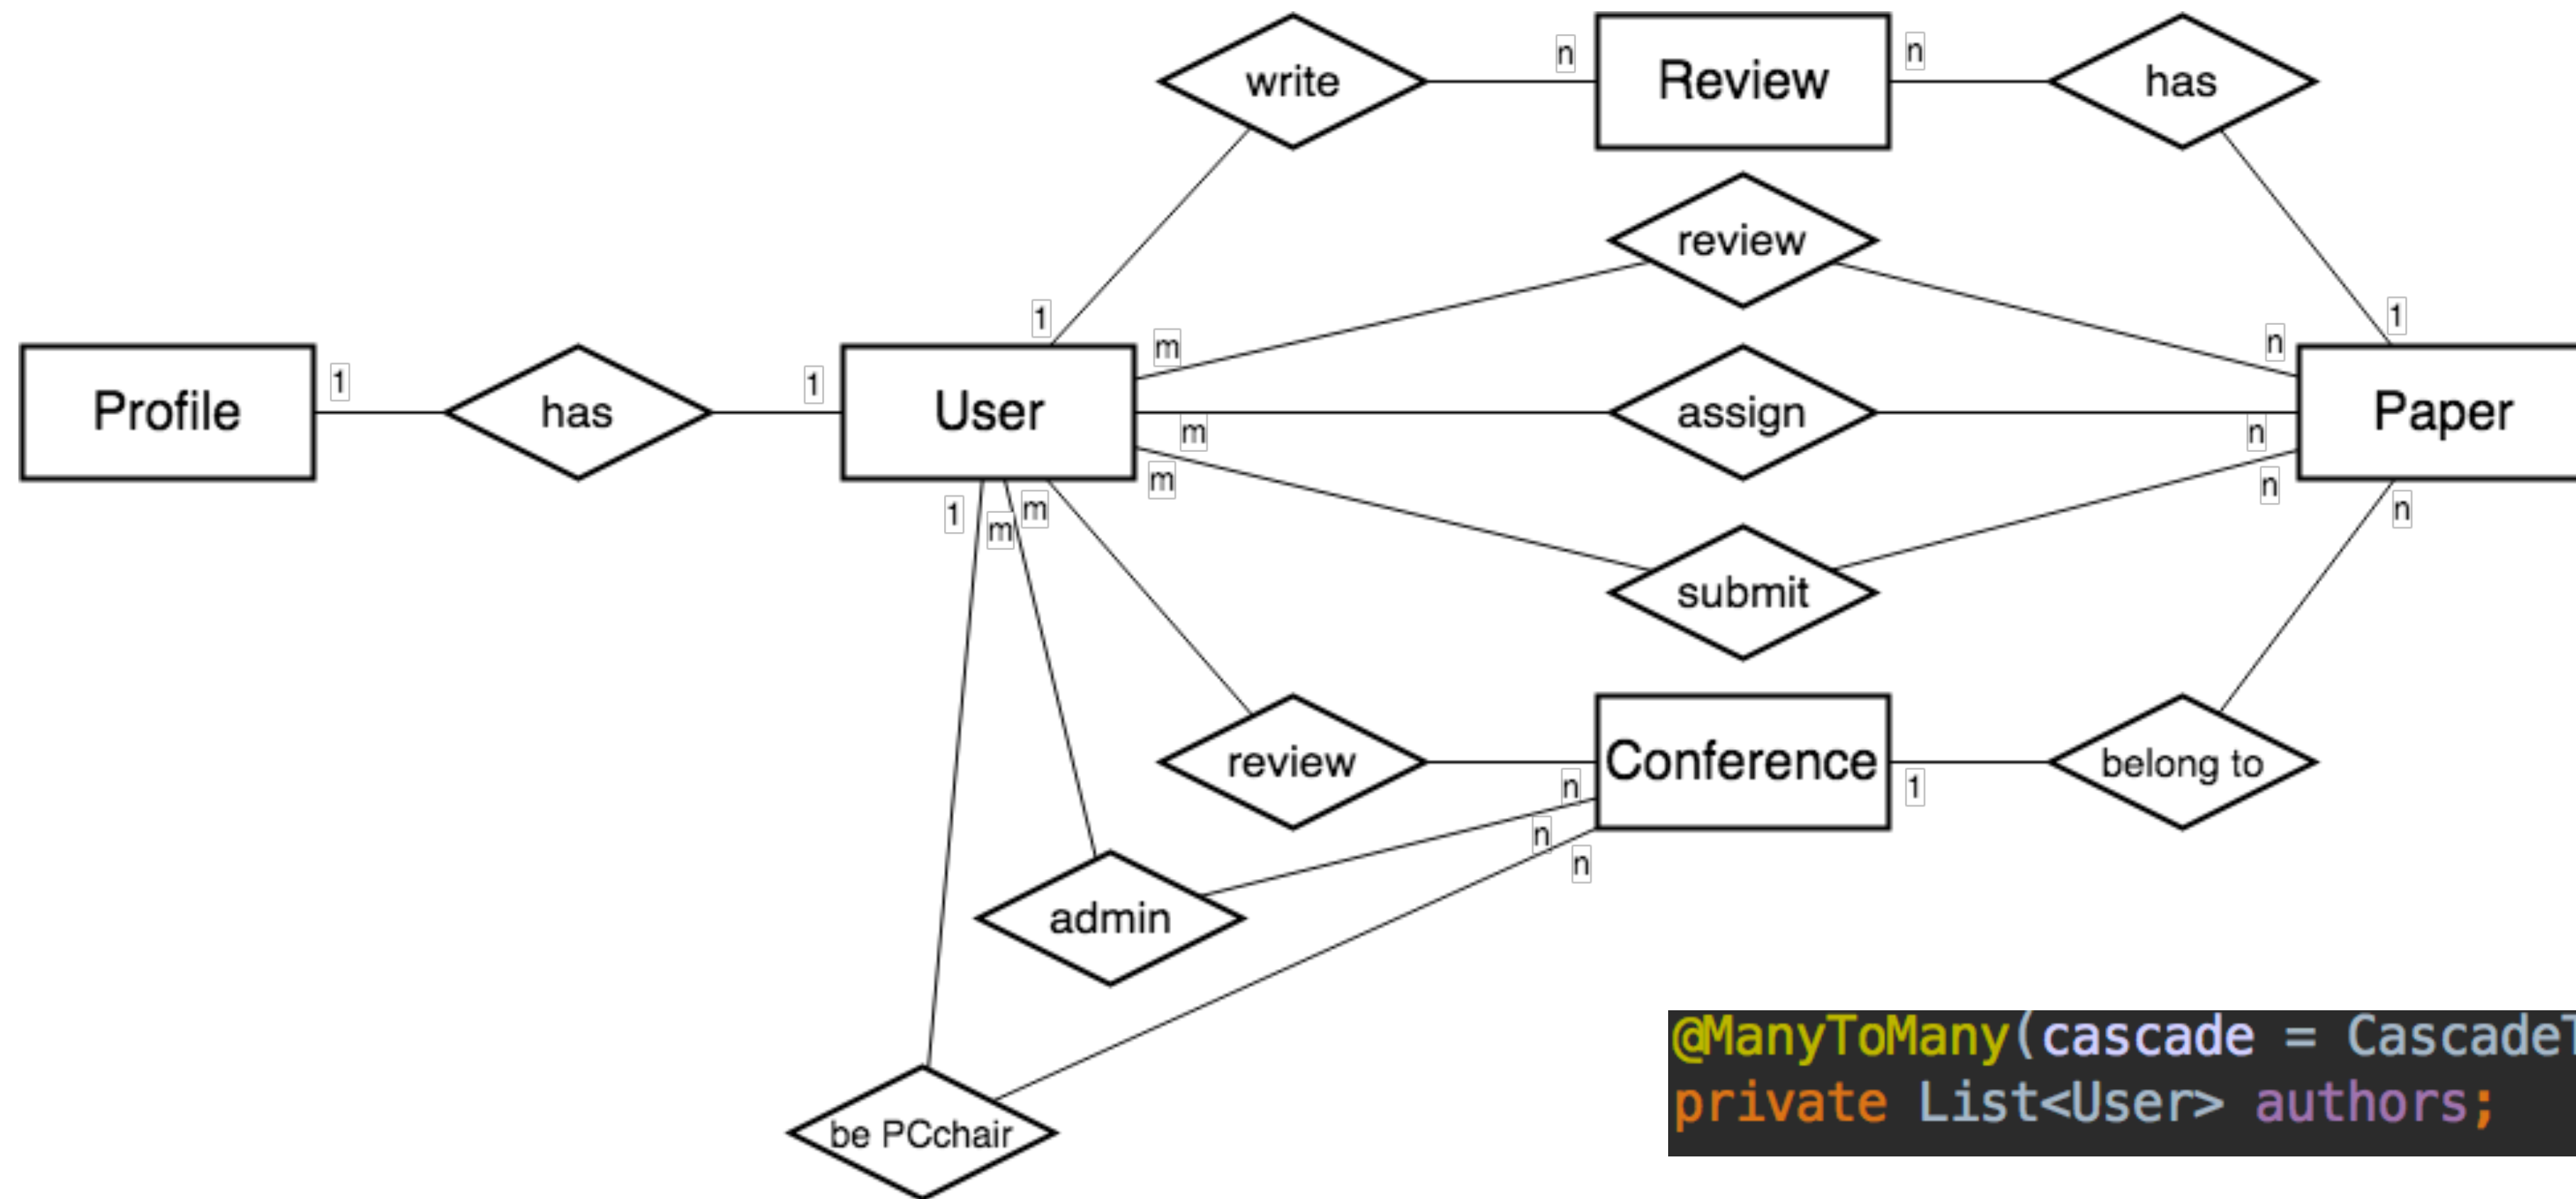 write
n
Review
n
has
review
1
m
n
1
Profile
1
has
1
User
assign
Paper
m
n
m
n
1
m
m
submit
n
review
n
Conference
1
belong to
n
n
admin
be PCchair
@ManyToMany(cascade = Cascade
private List<User> authors;